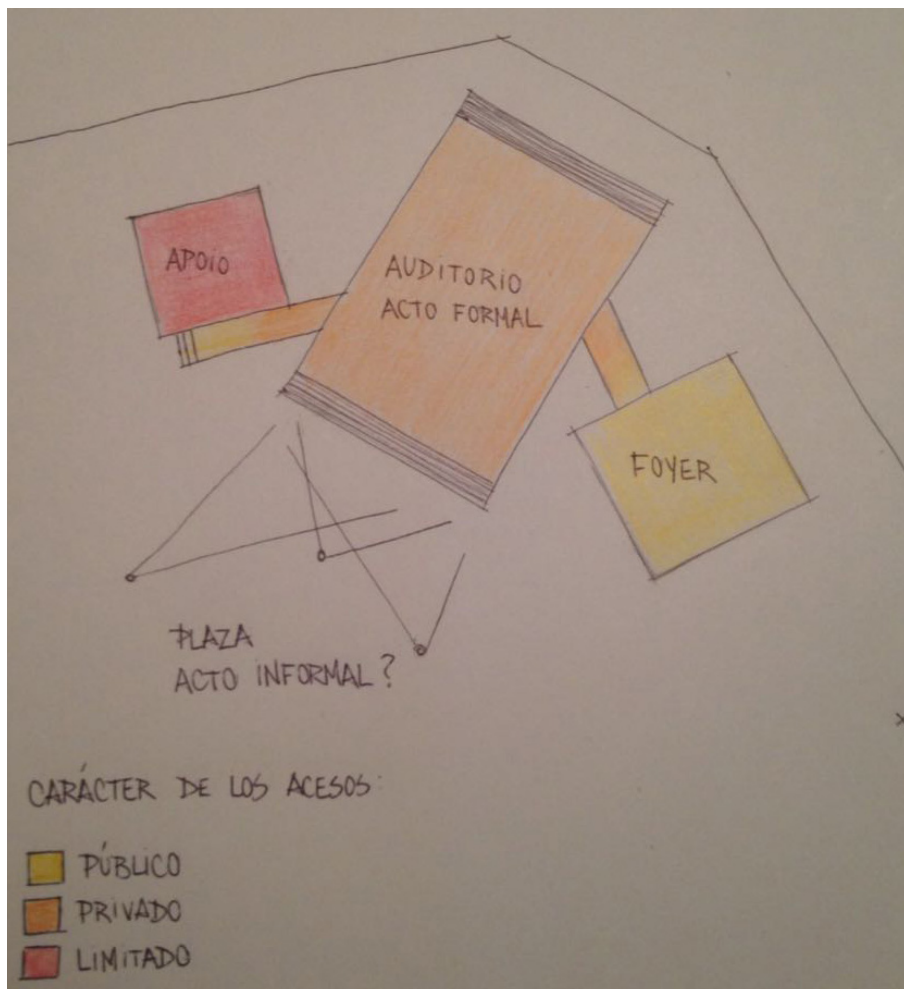 APOIO
AUDITORIO
ACTO FORMAL
FOYER
PLAZA
ACTO INFORMAL?
CARÁCTER DE LOS ACESOS:
PÚBLICO
PRIVADO
LIMITADO